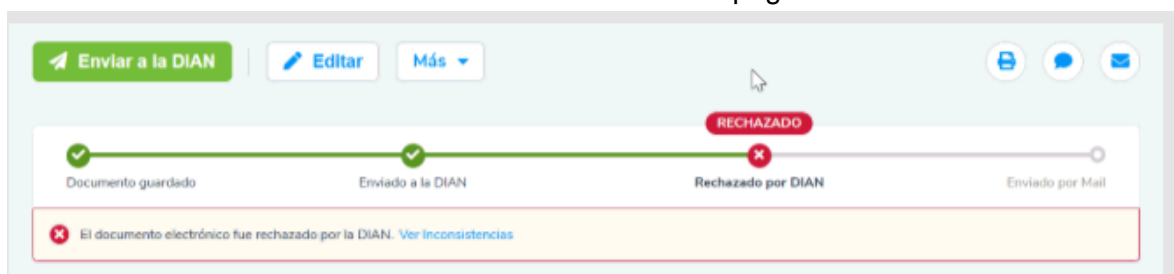 Enviar a la DIAN
Editar
Más
RECHAZADO
Documento guardado
Enviado a la DIAN
Rechazado por DIAN
Enviado por Mail
El documento electrónico fue rechazado por la DIAN. Ver Inconsistencias